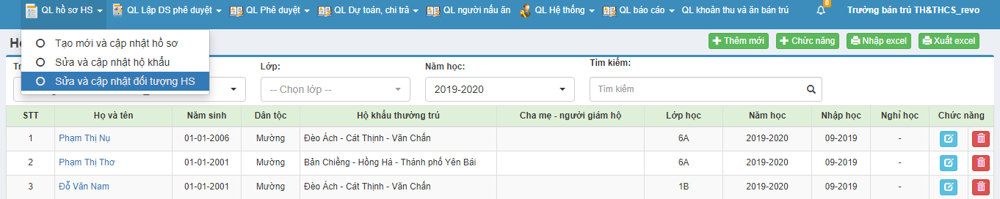 QL hồ sơ HS QL Lập DS phê duyệt QL Phê duyệt QL Dự toán, chi trả QL người nấu ăn QL Hệ thống QL báo cáo QL khoản thu và ăn bán trú 0 Trường bán trú TH&THCS_revo
Tạo mới và cập nhật hồ sơ
Sửa và cập nhật hộ khẩu
Sửa và cập nhật đối tượng HS
Thêm mới Chức năng Nhập excel Xuất excel
Lớp: Năm học: Tìm kiếm:
-- Chọn lớp -- 2019-2020 Tìm kiếm
STT Họ và tên Năm sinh Dân tộc Hộ khẩu thường trú Cha mẹ - người giám hộ Lớp học Năm học Nhập học Nghỉ học Chức năng
1 Phạm Thị Nụ 01-01-2006 Mường Đèo Ách - Cát Thịnh - Văn Chấn 6A 2019-2020 09-2019 -
2 Phạm Thị Thơ 01-01-2001 Mường Bản Chiềng - Hồng Hà - Thành phố Yên Bái 6A 2019-2020 09-2019 -
3 Đỗ Văn Nam 01-01-2001 Mường Đèo Ách - Cát Thịnh - Văn Chấn 1B 2019-2020 09-2019 -